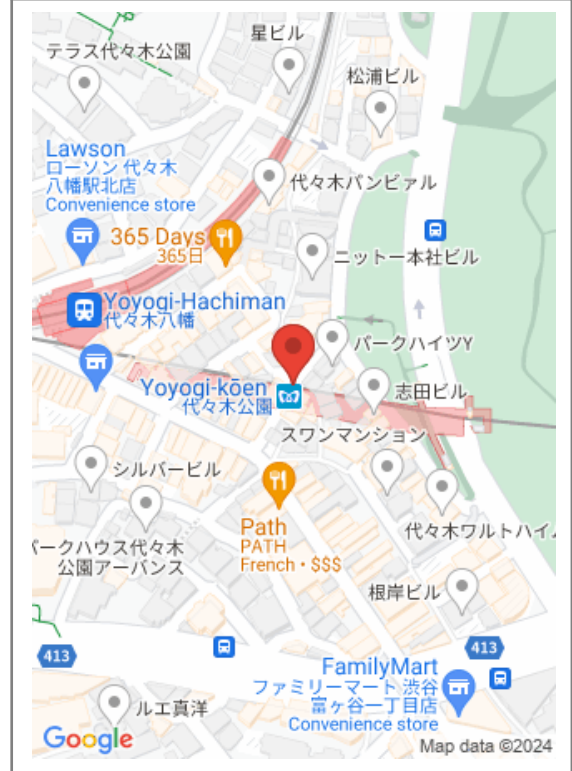 星ビル
テラス代々木公園
松浦ビル
Lawson
ローソン 代々木
八幡駅北店
Convenience store
代々木パンビアル
365 Days
365日
ニットー本社ビル
Yoyogi-Hachiman
代々木八幡
パークハイツY
Yoyogi-kōen
代々木公園
志田ビル
スワンマンション
シルバービル
Path
PATH
French・$$$
代々木ワルトハイム
パークハウス代々木
公園アーバンス
根岸ビル
413
413
FamilyMart
ファミリーマート 渋谷
富ヶ谷一丁目店
Convenience store
ルエ真洋
Google
Map data ©2024